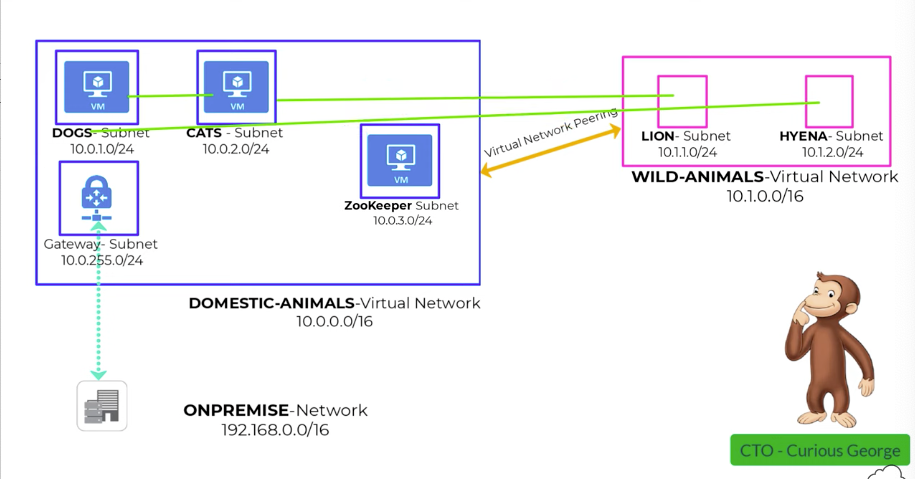 VM
VM
DOGS- Subnet
10.0.1.0/24
CATS - Subnet
10.0.2.0/24
VM
ZooKeeper Subnet
10.0.3.0/24
Gateway- Subnet
10.0.255.0/24
DOMESTIC-ANIMALS-Virtual Network
10.0.0.0/16
Virtual Network Peering
LION- Subnet
10.1.1.0/24
HYENA- Subnet
10.1.2.0/24
WILD-ANIMALS-Virtual Network
10.1.0.0/16
ONPREMISE-Network
192.168.0.0/16
CTO - Curious George